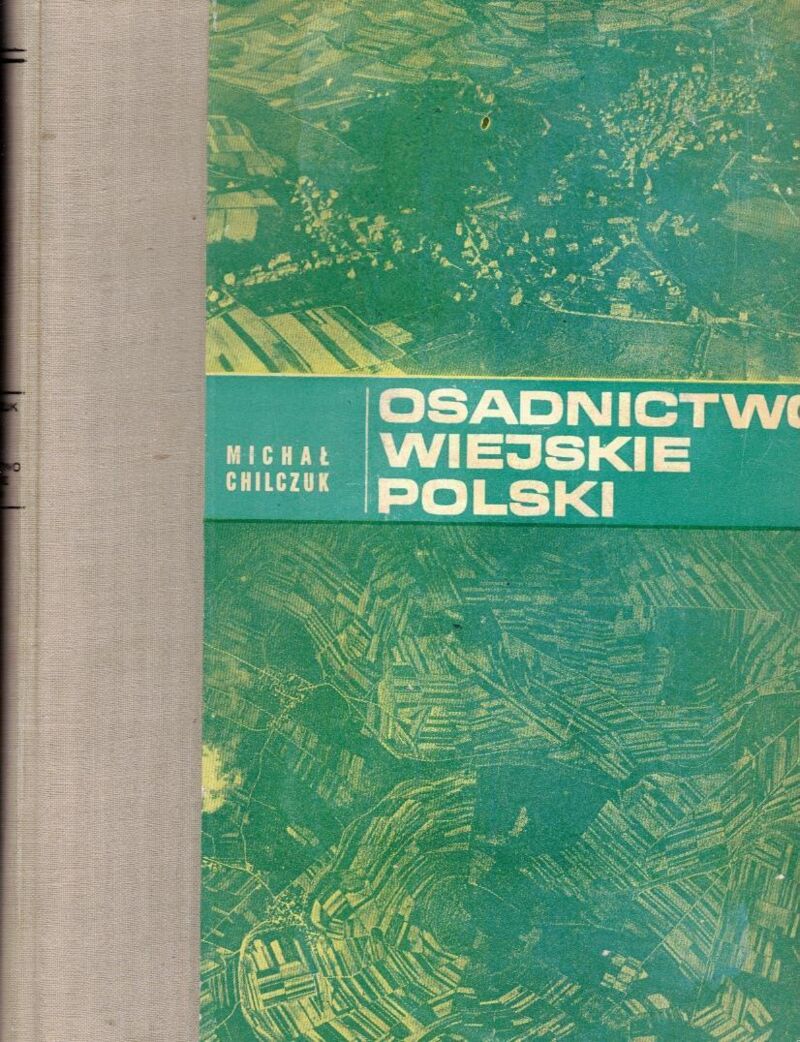 MICHAŁ
CHILCZUK
OSADNICTWO
WIEJSKIE
POLSKI